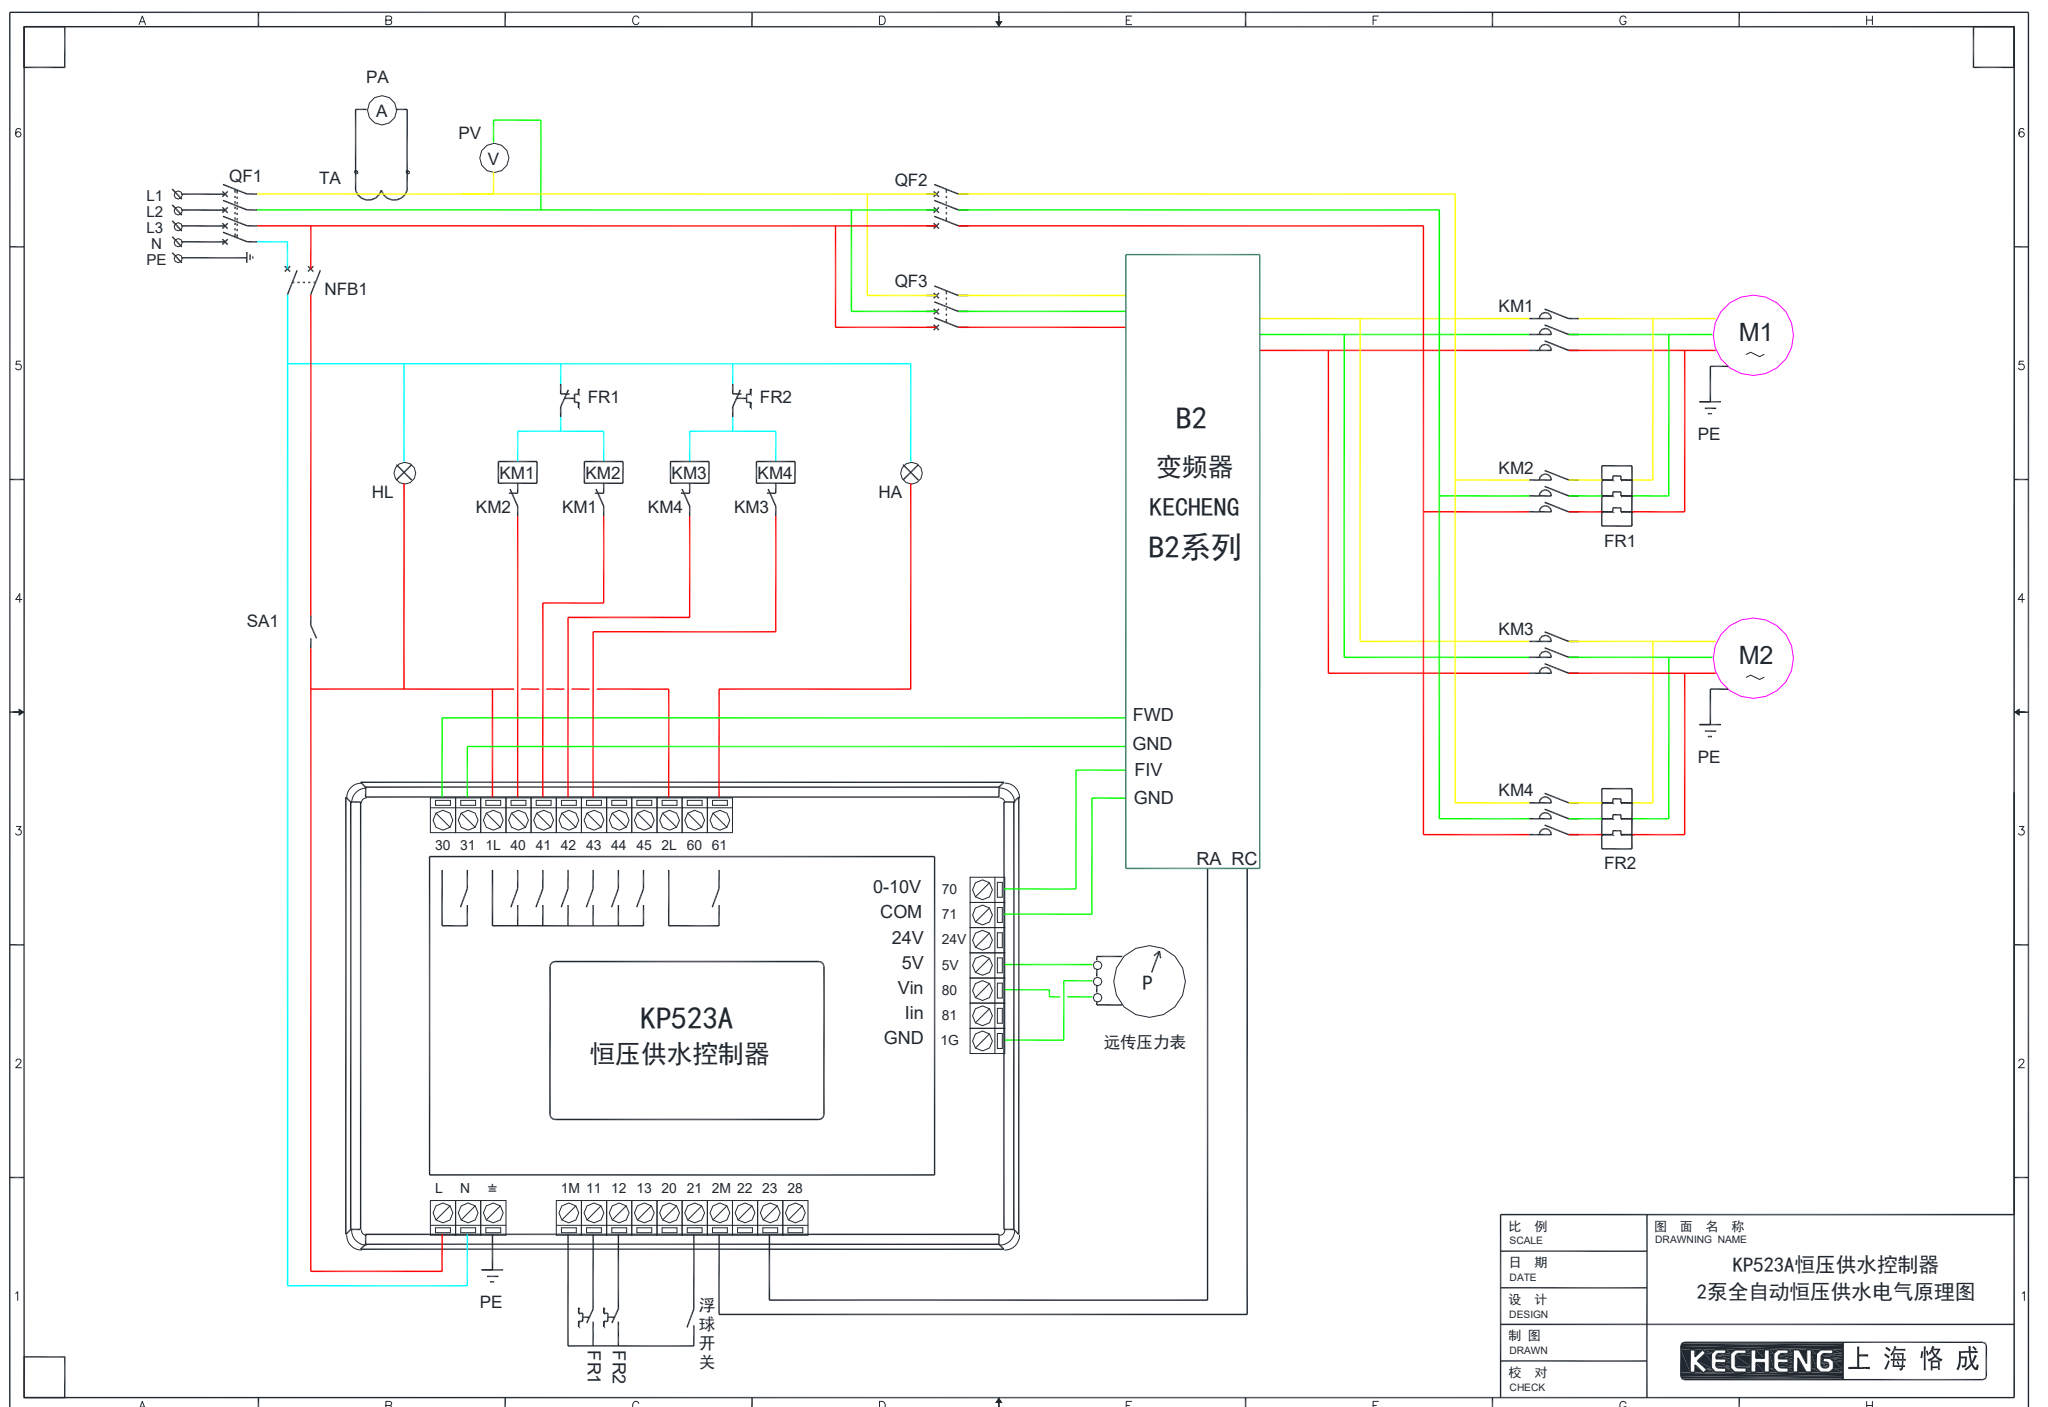 A B C D E F G H
6 6
5 5
4 4
3 3
2 2
1 1
PA
A
PV
V
TA
QF1
L1
L2
L3
N
PE
NFB1
QF2
QF3
FR1
FR2
KM1 KM2 KM3 KM4
KM2 KM1 KM4 KM3
HL
HA
SA1
B2
变频器
KECHENG
B2系列
FWD
GND
FIV
GND
RA RC
KM1
M1
PE
KM2
FR1
KM3
M2
PE
KM4
FR2
30 31 1L 40 41 42 43 44 45 2L 60 61
0-10V 70
COM 71
24V 24V
5V 5V
Vin 80
Iin 81
GND 1G
P
远传压力表
KP523A
恒压供水控制器
L N
1M 11 12 13 20 21 2M 22 23 28
PE
FR1
FR2
浮球开关
比 例
SCALE
日 期
DATE
设 计
DESIGN
制 图
DRAWN
校 对
CHECK
图 面 名 称
DRAWNING NAME
KP523A恒压供水控制器
2泵全自动恒压供水电气原理图
KECHENG 上海恪成
A B C D E F G H